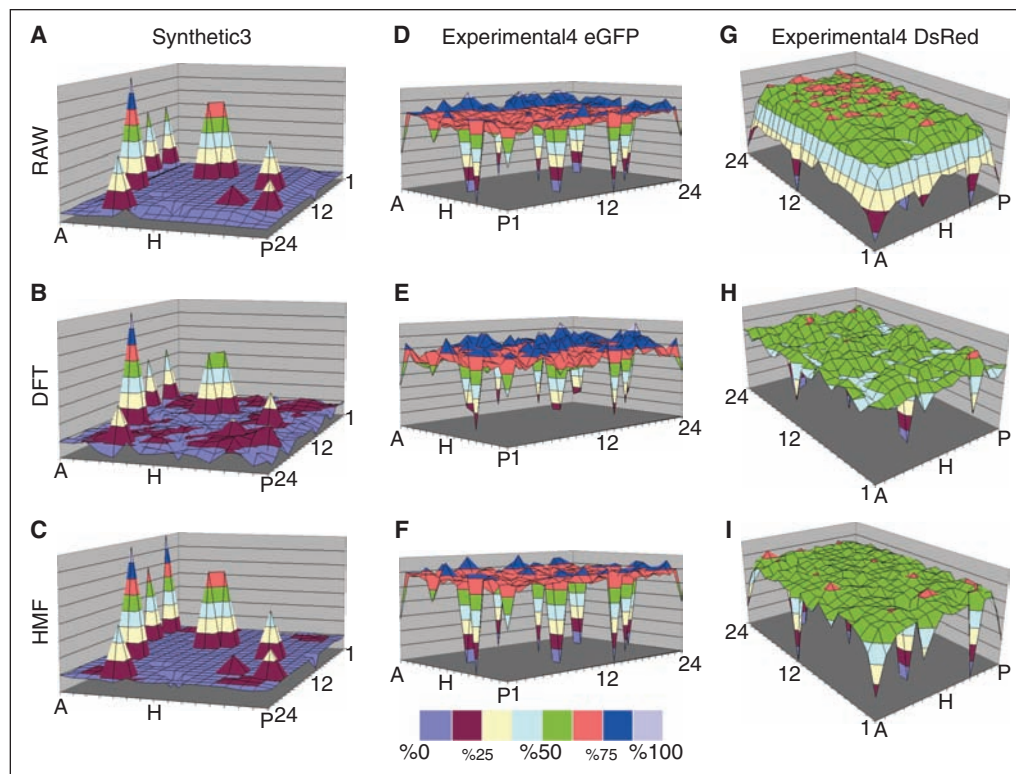 A Synthetic3
D Experimental4 eGFP
G Experimental4 DsRed
RAW
A H P24 12 1
A H P1 12 24
24 12 1A H P
B
E
H
DFT
A H P24 12 1
A H P1 12 24
24 12 1A H P
C
F
I
HMF
A H P24 12 1
A H P1 12 24
24 12 1A H P
%0 %25 %50 %75 %100